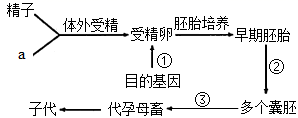 精子
a
体外受精
受精卵
胚胎培养
早期胚胎
①
目的基因
②
子代
代孕母畜
③
多个囊胚